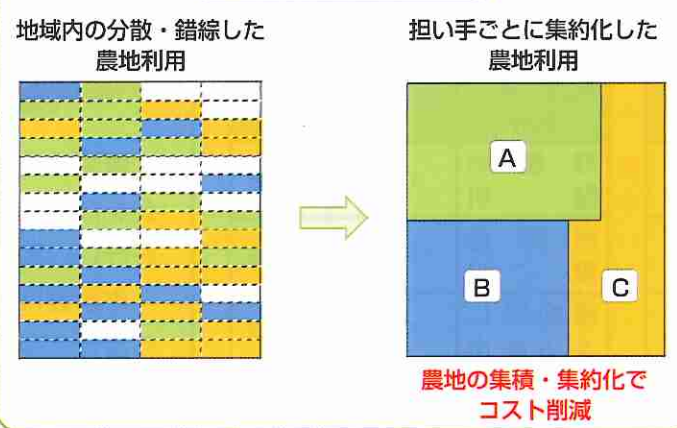 地域内の分散・錯綜した
農地利用
担い手ごとに集約化した
農地利用
A
B
C
農地の集積・集約化で
コスト削減